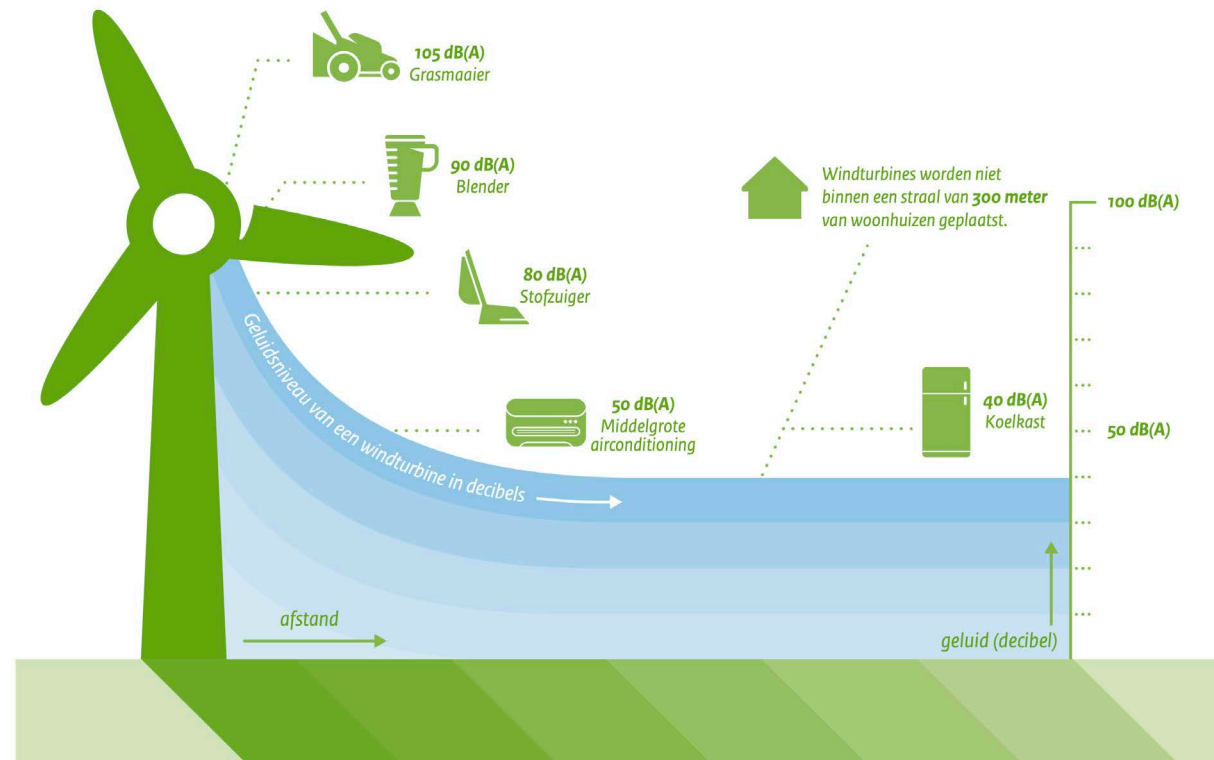 105 dB(A)
Grasmaaier
90 dB(A)
Blender
Windturbines worden niet
binnen een straal van 300 meter
van woonhuizen geplaatst.
100 dB(A)
80 dB(A)
Stofzuiger
Geluidsniveau van een windturbine in decibels
50 dB(A)
Middelgrote
airconditioning
40 dB(A)
Koelkast
50 dB(A)
afstand
geluid (decibel)